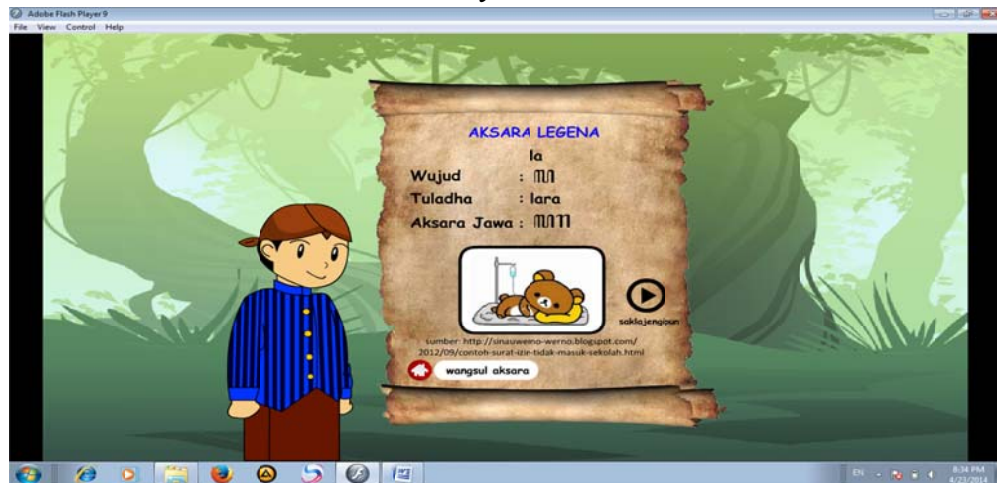 Adobe Flash Player 9
File View Control Help
AKSARA LEGENA
la
Wujud : ꦭ
Tuladha : lara
Aksara Jawa : ꦭꦫ
saklajengipun
sumber: http://sinauweno-werno.blogspot.com/
2012/09/contoh-surat-izir-tidak-masuk-sekolah.html
wangsul aksara
EN
8:34 PM
4/23/2014